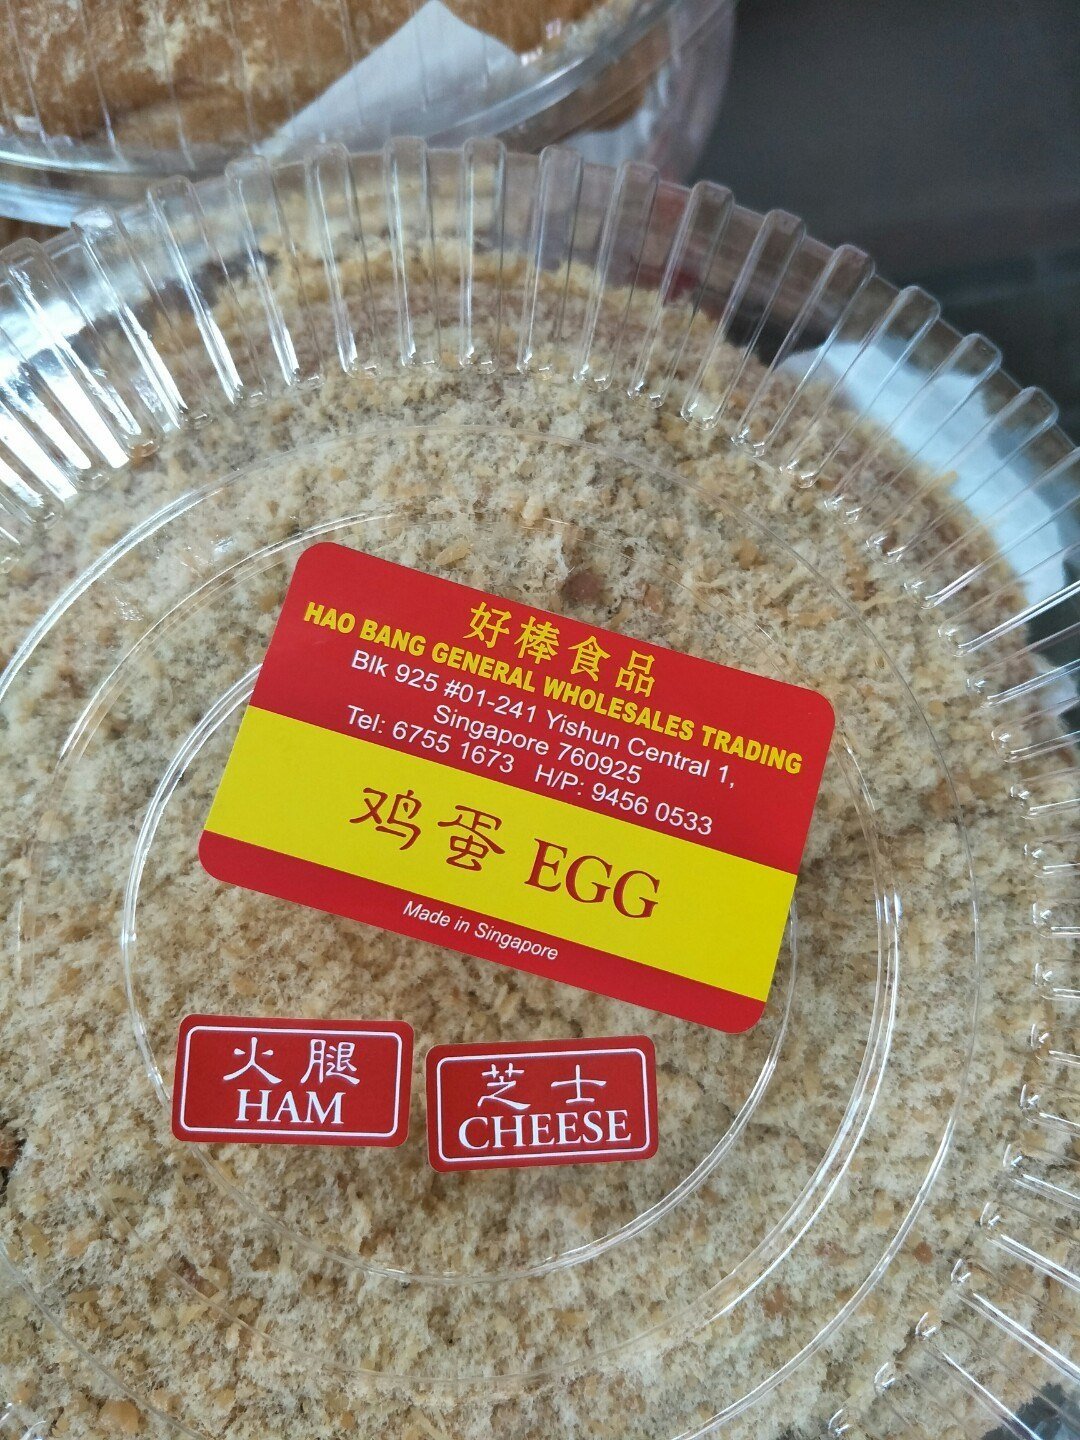 好棒食品
HAO BANG GENERAL WHOLESALES TRADING
Blk 925 #01-241 Yishun Central 1,
Singapore 760925
Tel: 6755 1673 H/P: 9456 0533
鸡蛋 EGG
Made in Singapore
火腿
HAM
芝士
CHEESE